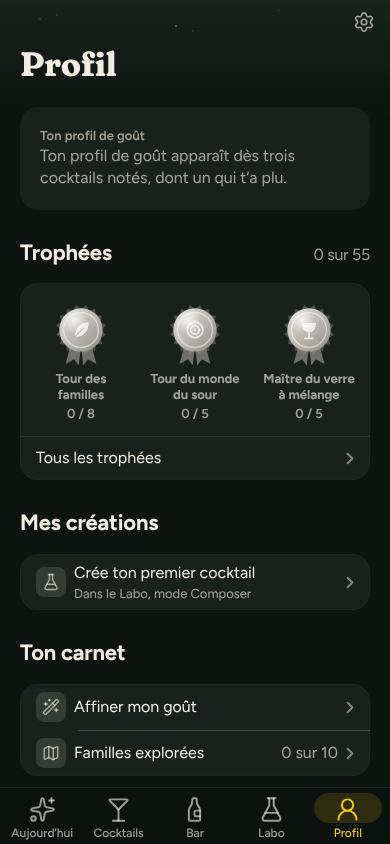 Profil
Ton profil de goût
Ton profil de goût apparaît dès trois
cocktails notés, dont un qui t’a plu.
Trophées
0 sur 55
Tour des
familles
0 / 8
Tour du monde
du sour
0 / 5
Maître du verre
à mélange
0 / 5
Tous les trophées
Mes créations
Crée ton premier cocktail
Dans le Labo, mode Composer
Ton carnet
Affiner mon goût
Familles explorées
0 sur 10
Aujourd’hui
Cocktails
Bar
Labo
Profil